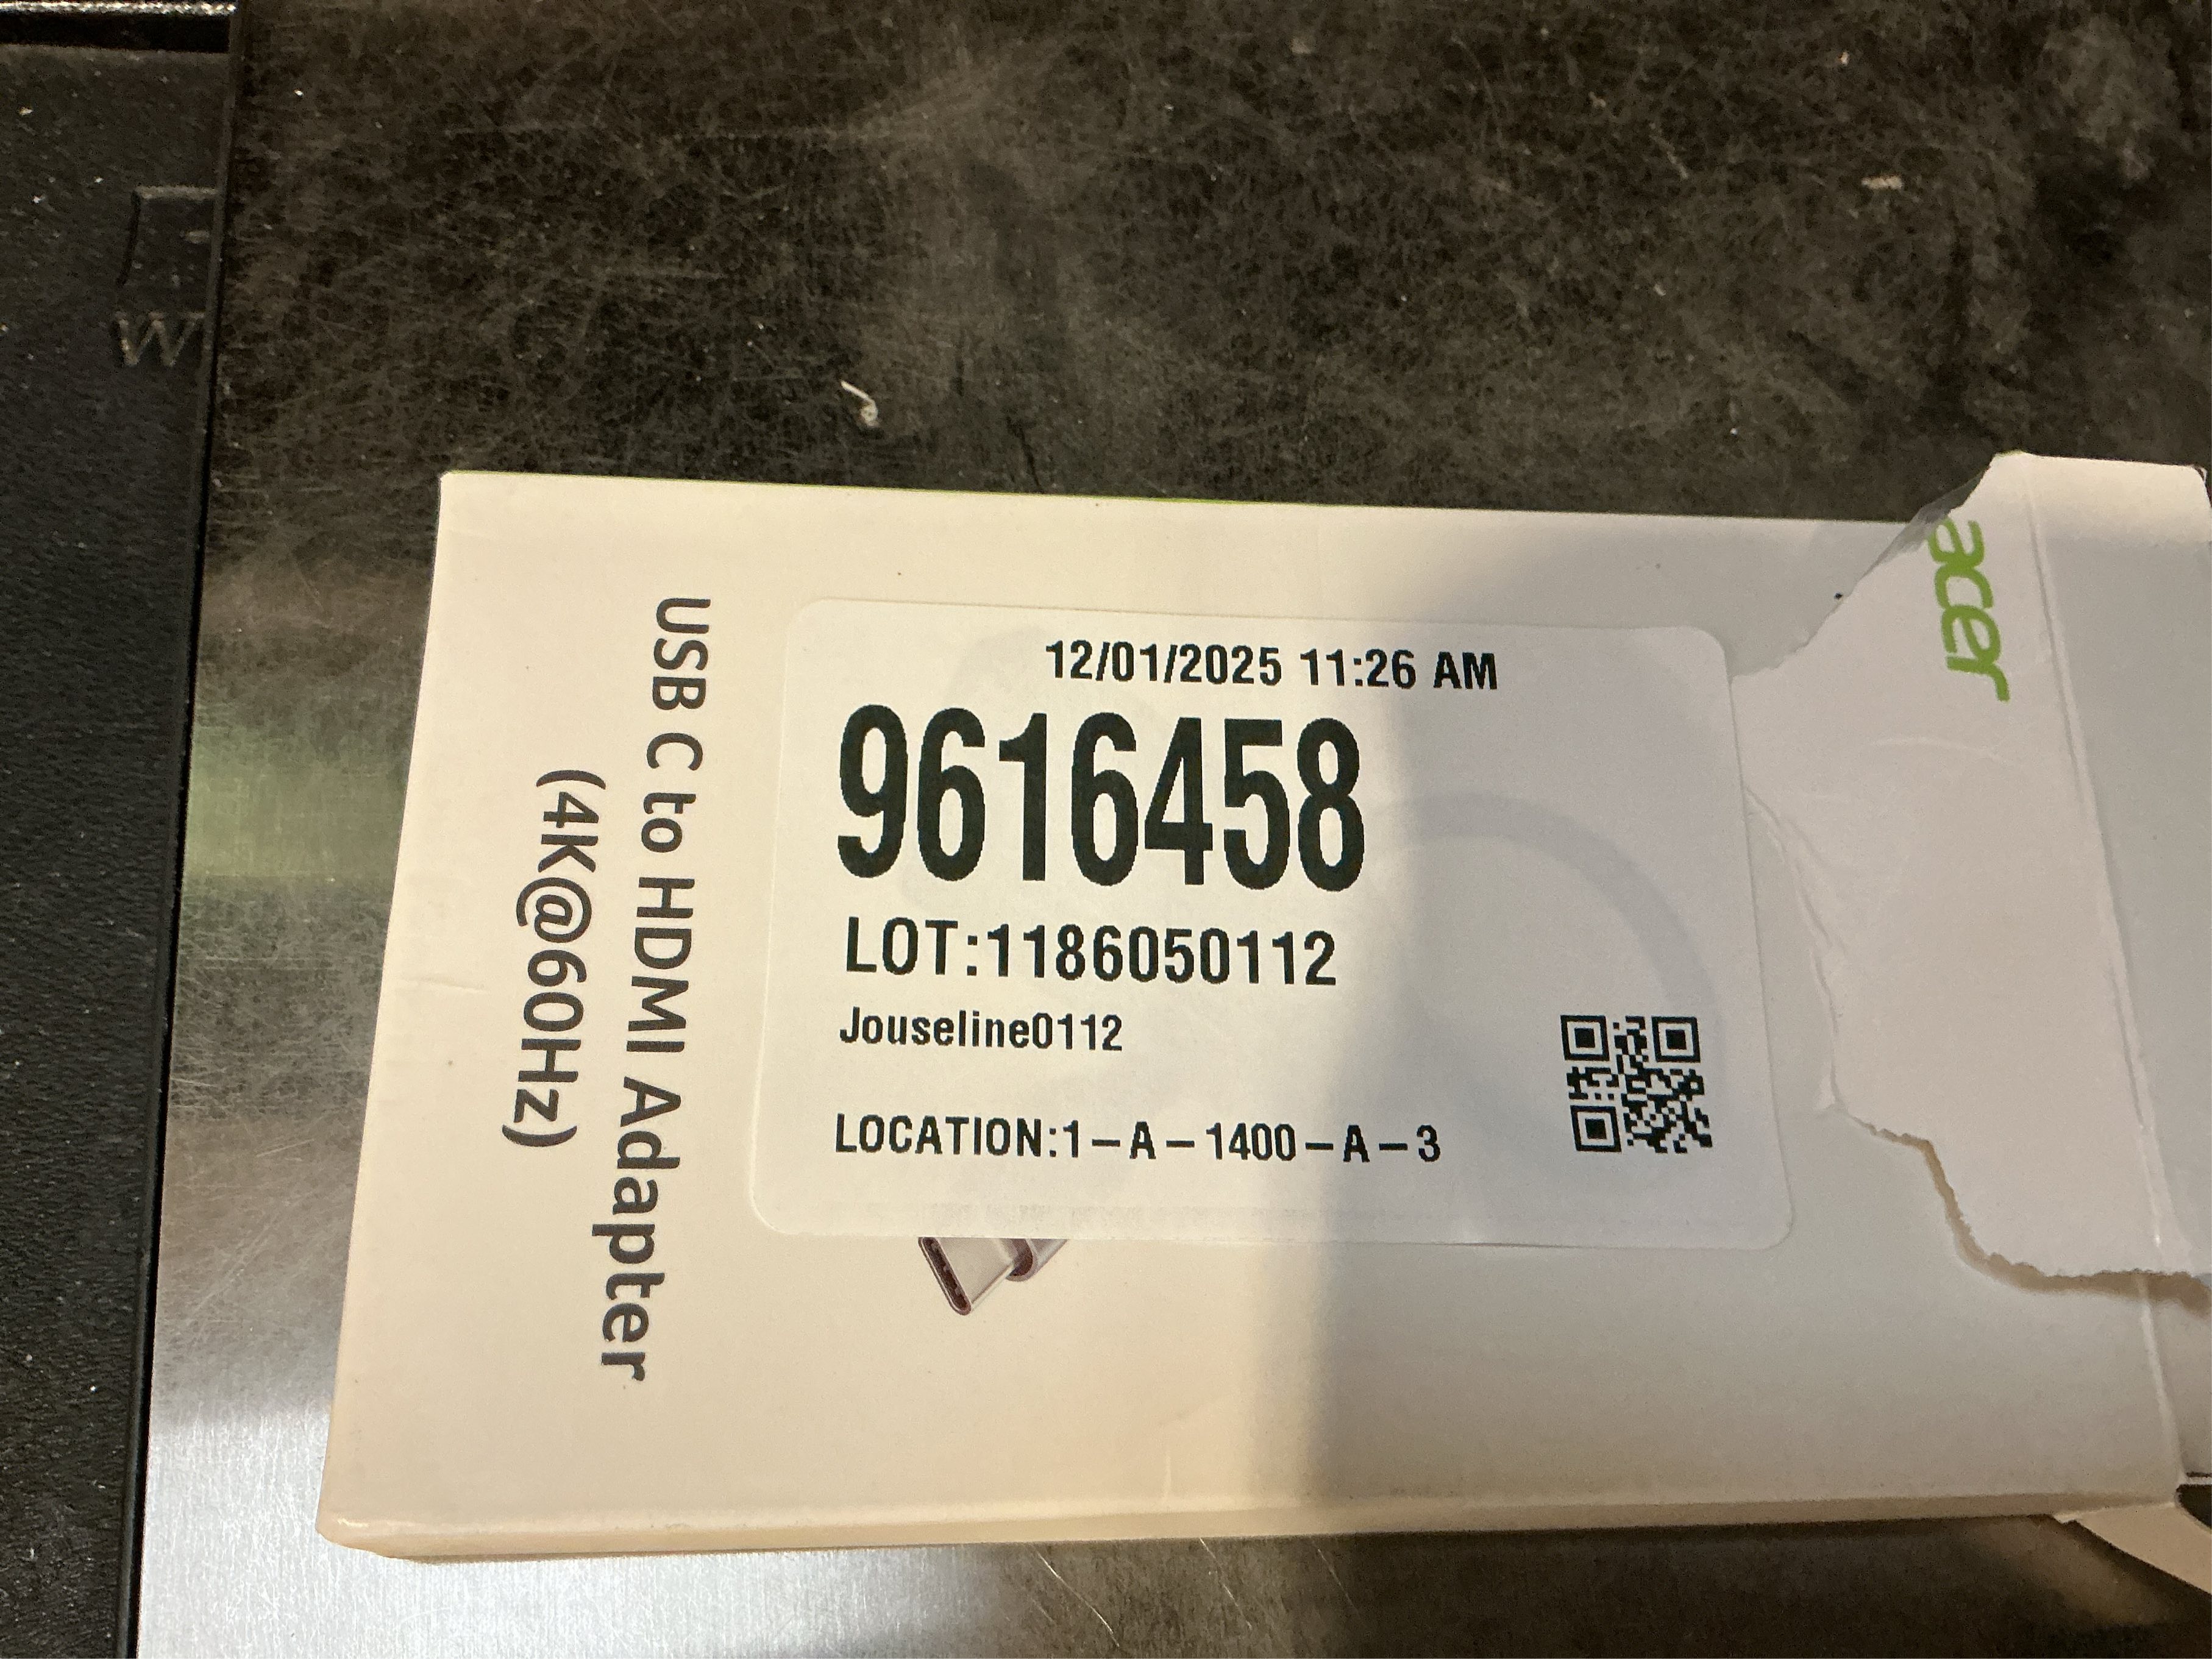 acer
USB C to HDMI Adapter
(4K@60Hz)
12/01/2025 11:26 AM
9616458
LOT:1186050112
Jouseline0112
LOCATION:1-A-1400-A-3